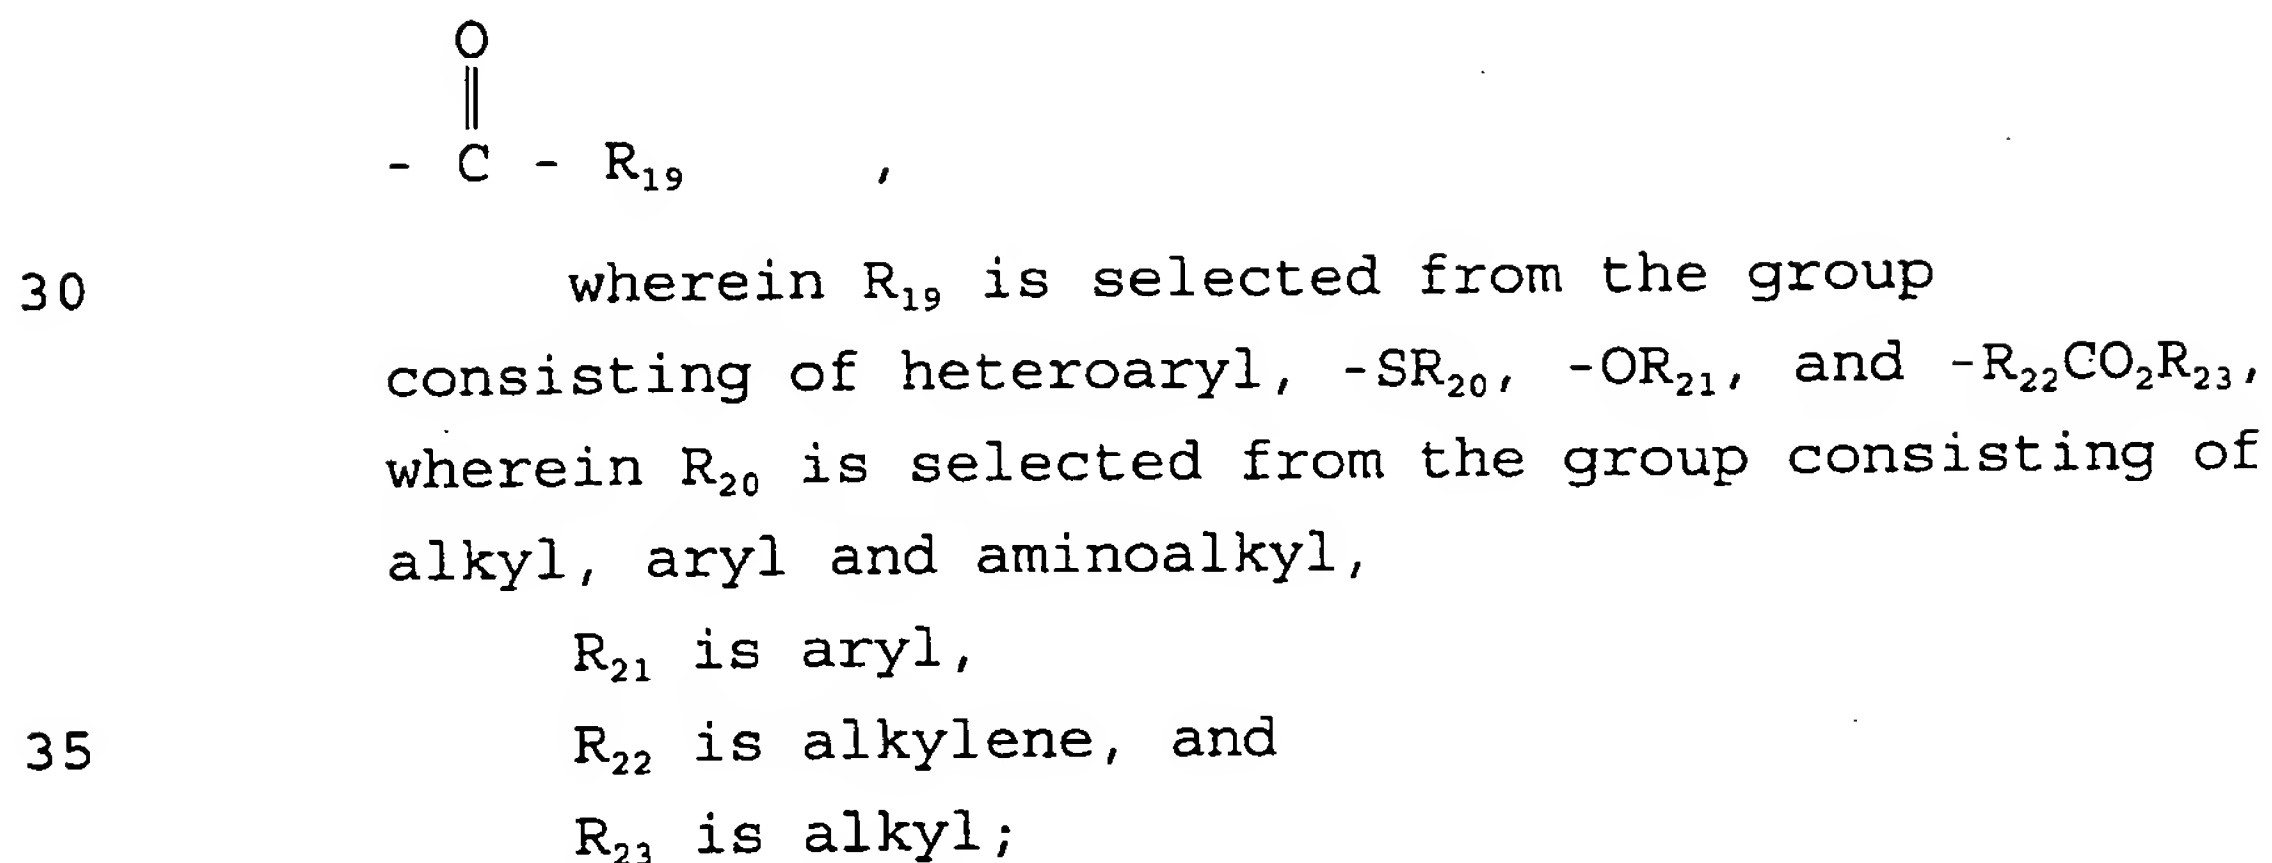 O
||
- C - R₁₉ ,
30 wherein R₁₉ is selected from the group
consisting of heteroaryl, -SR₂₀, -OR₂₁, and -R₂₂CO₂R₂₃,
wherein R₂₀ is selected from the group consisting of
alkyl, aryl and aminoalkyl,
R₂₁ is aryl,
35 R₂₂ is alkylene, and
R₂₃ is alkyl;